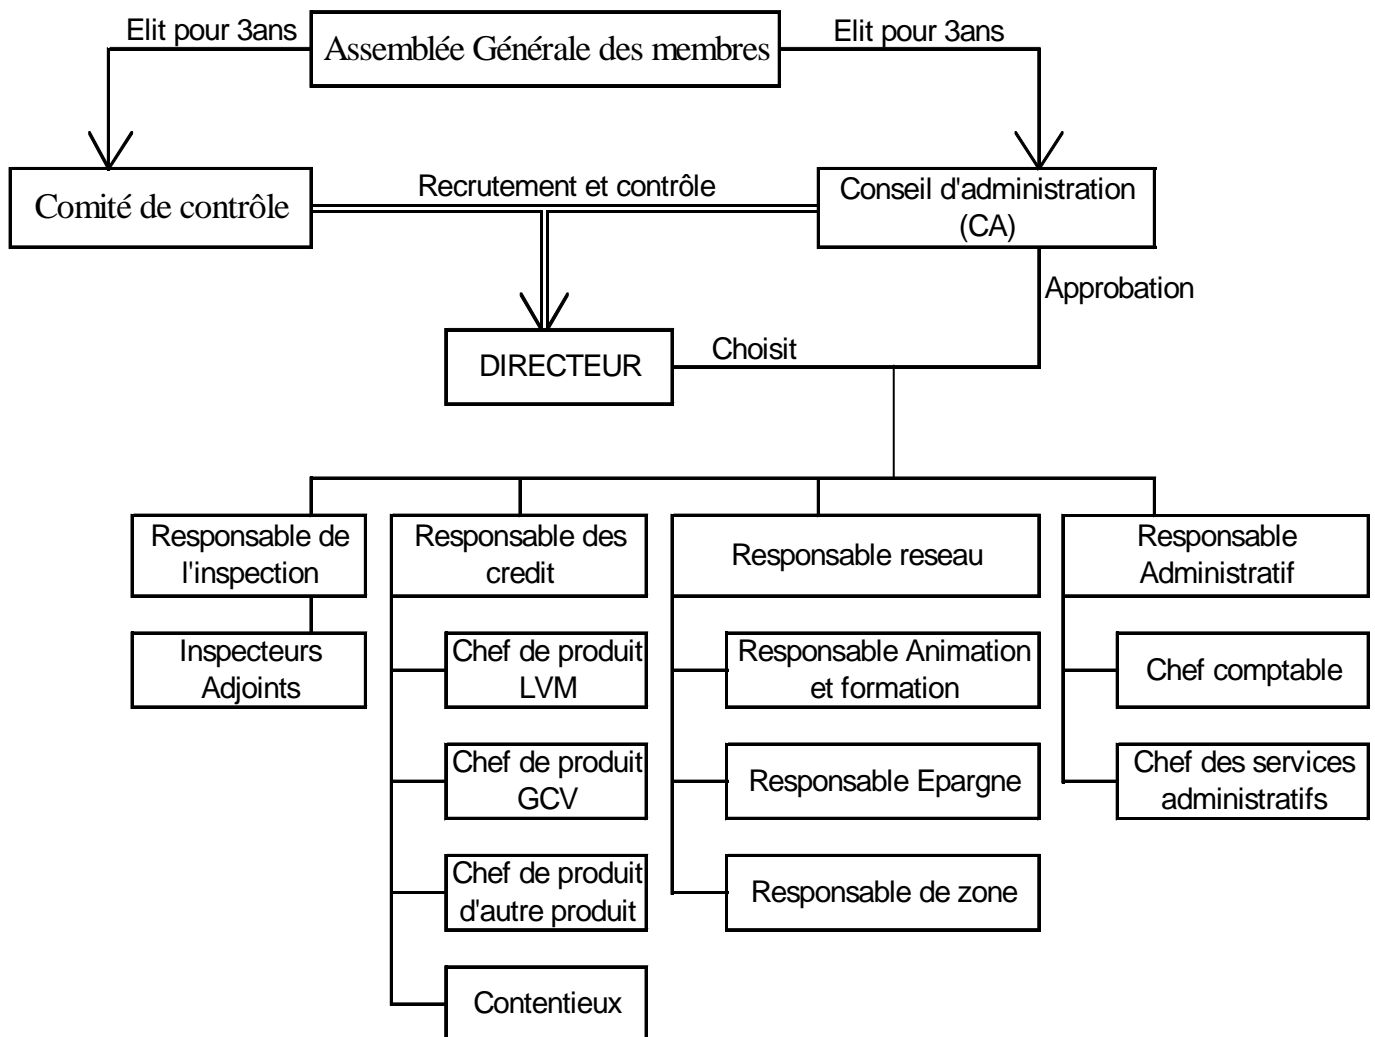 Elit pour 3ans
Assemblée Générale des membres
Elit pour 3ans
Comité de contrôle
Recrutement et contrôle
Conseil d'administration
(CA)
Approbation
DIRECTEUR
Choisit
Responsable de
l'inspection
Responsable des
credit
Responsable reseau
Responsable
Administratif
Inspecteurs
Adjoints
Chef de produit
LVM
Responsable Animation
et formation
Chef comptable
Chef de produit
GCV
Responsable Epargne
Chef des services
administratifs
Chef de produit
d'autre produit
Responsable de zone
Contentieux